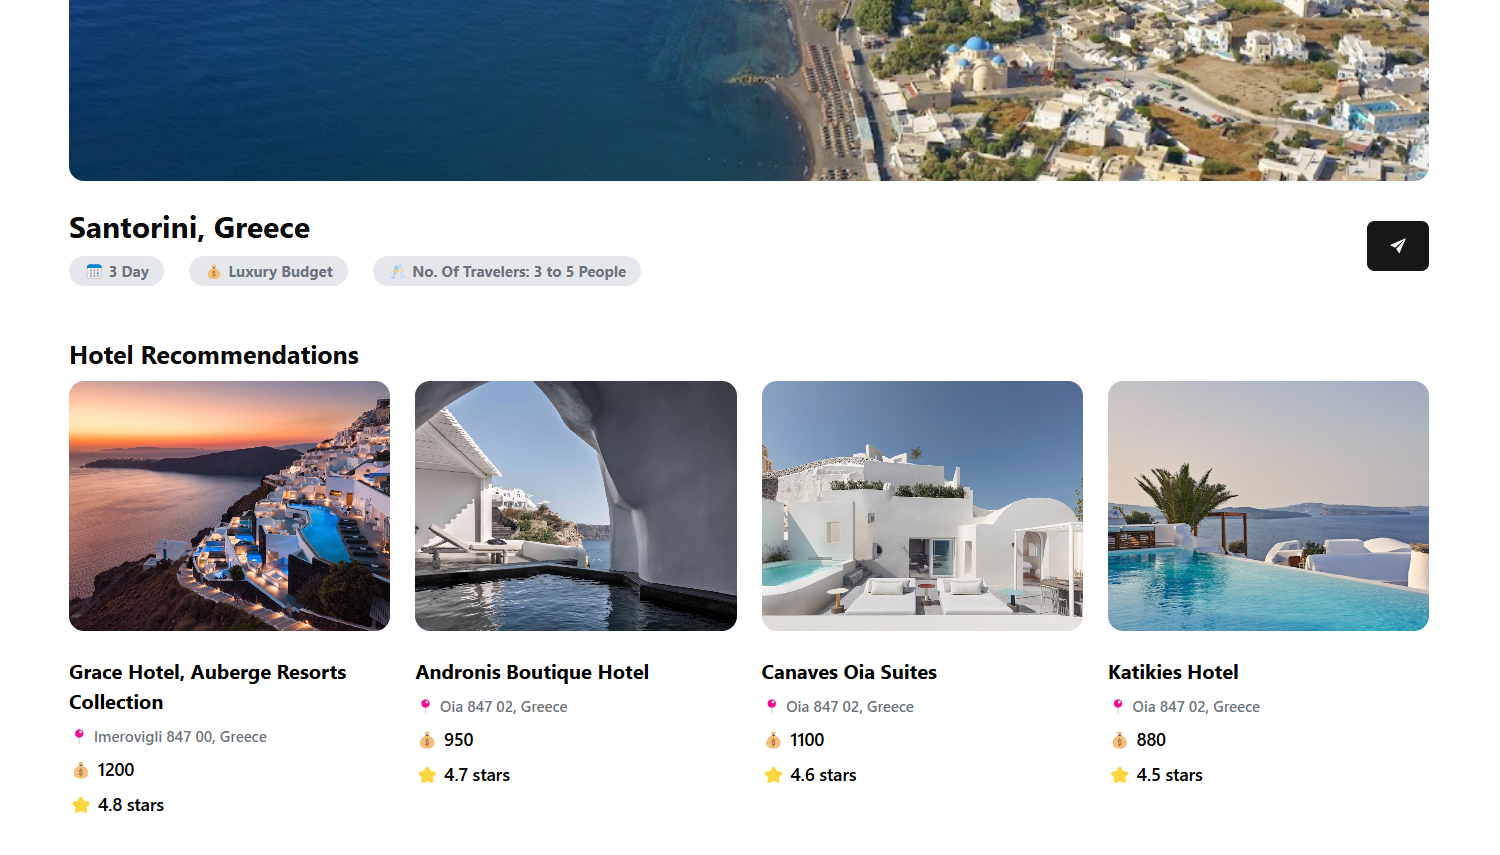 Santorini, Greece
3 Day
Luxury Budget
No. Of Travelers: 3 to 5 People
Hotel Recommendations
Grace Hotel, Auberge Resorts
Collection
Imerovigli 847 00, Greece
1200
4.8 stars
Andronis Boutique Hotel
Oia 847 02, Greece
950
4.7 stars
Canaves Oia Suites
Oia 847 02, Greece
1100
4.6 stars
Katikies Hotel
Oia 847 02, Greece
880
4.5 stars